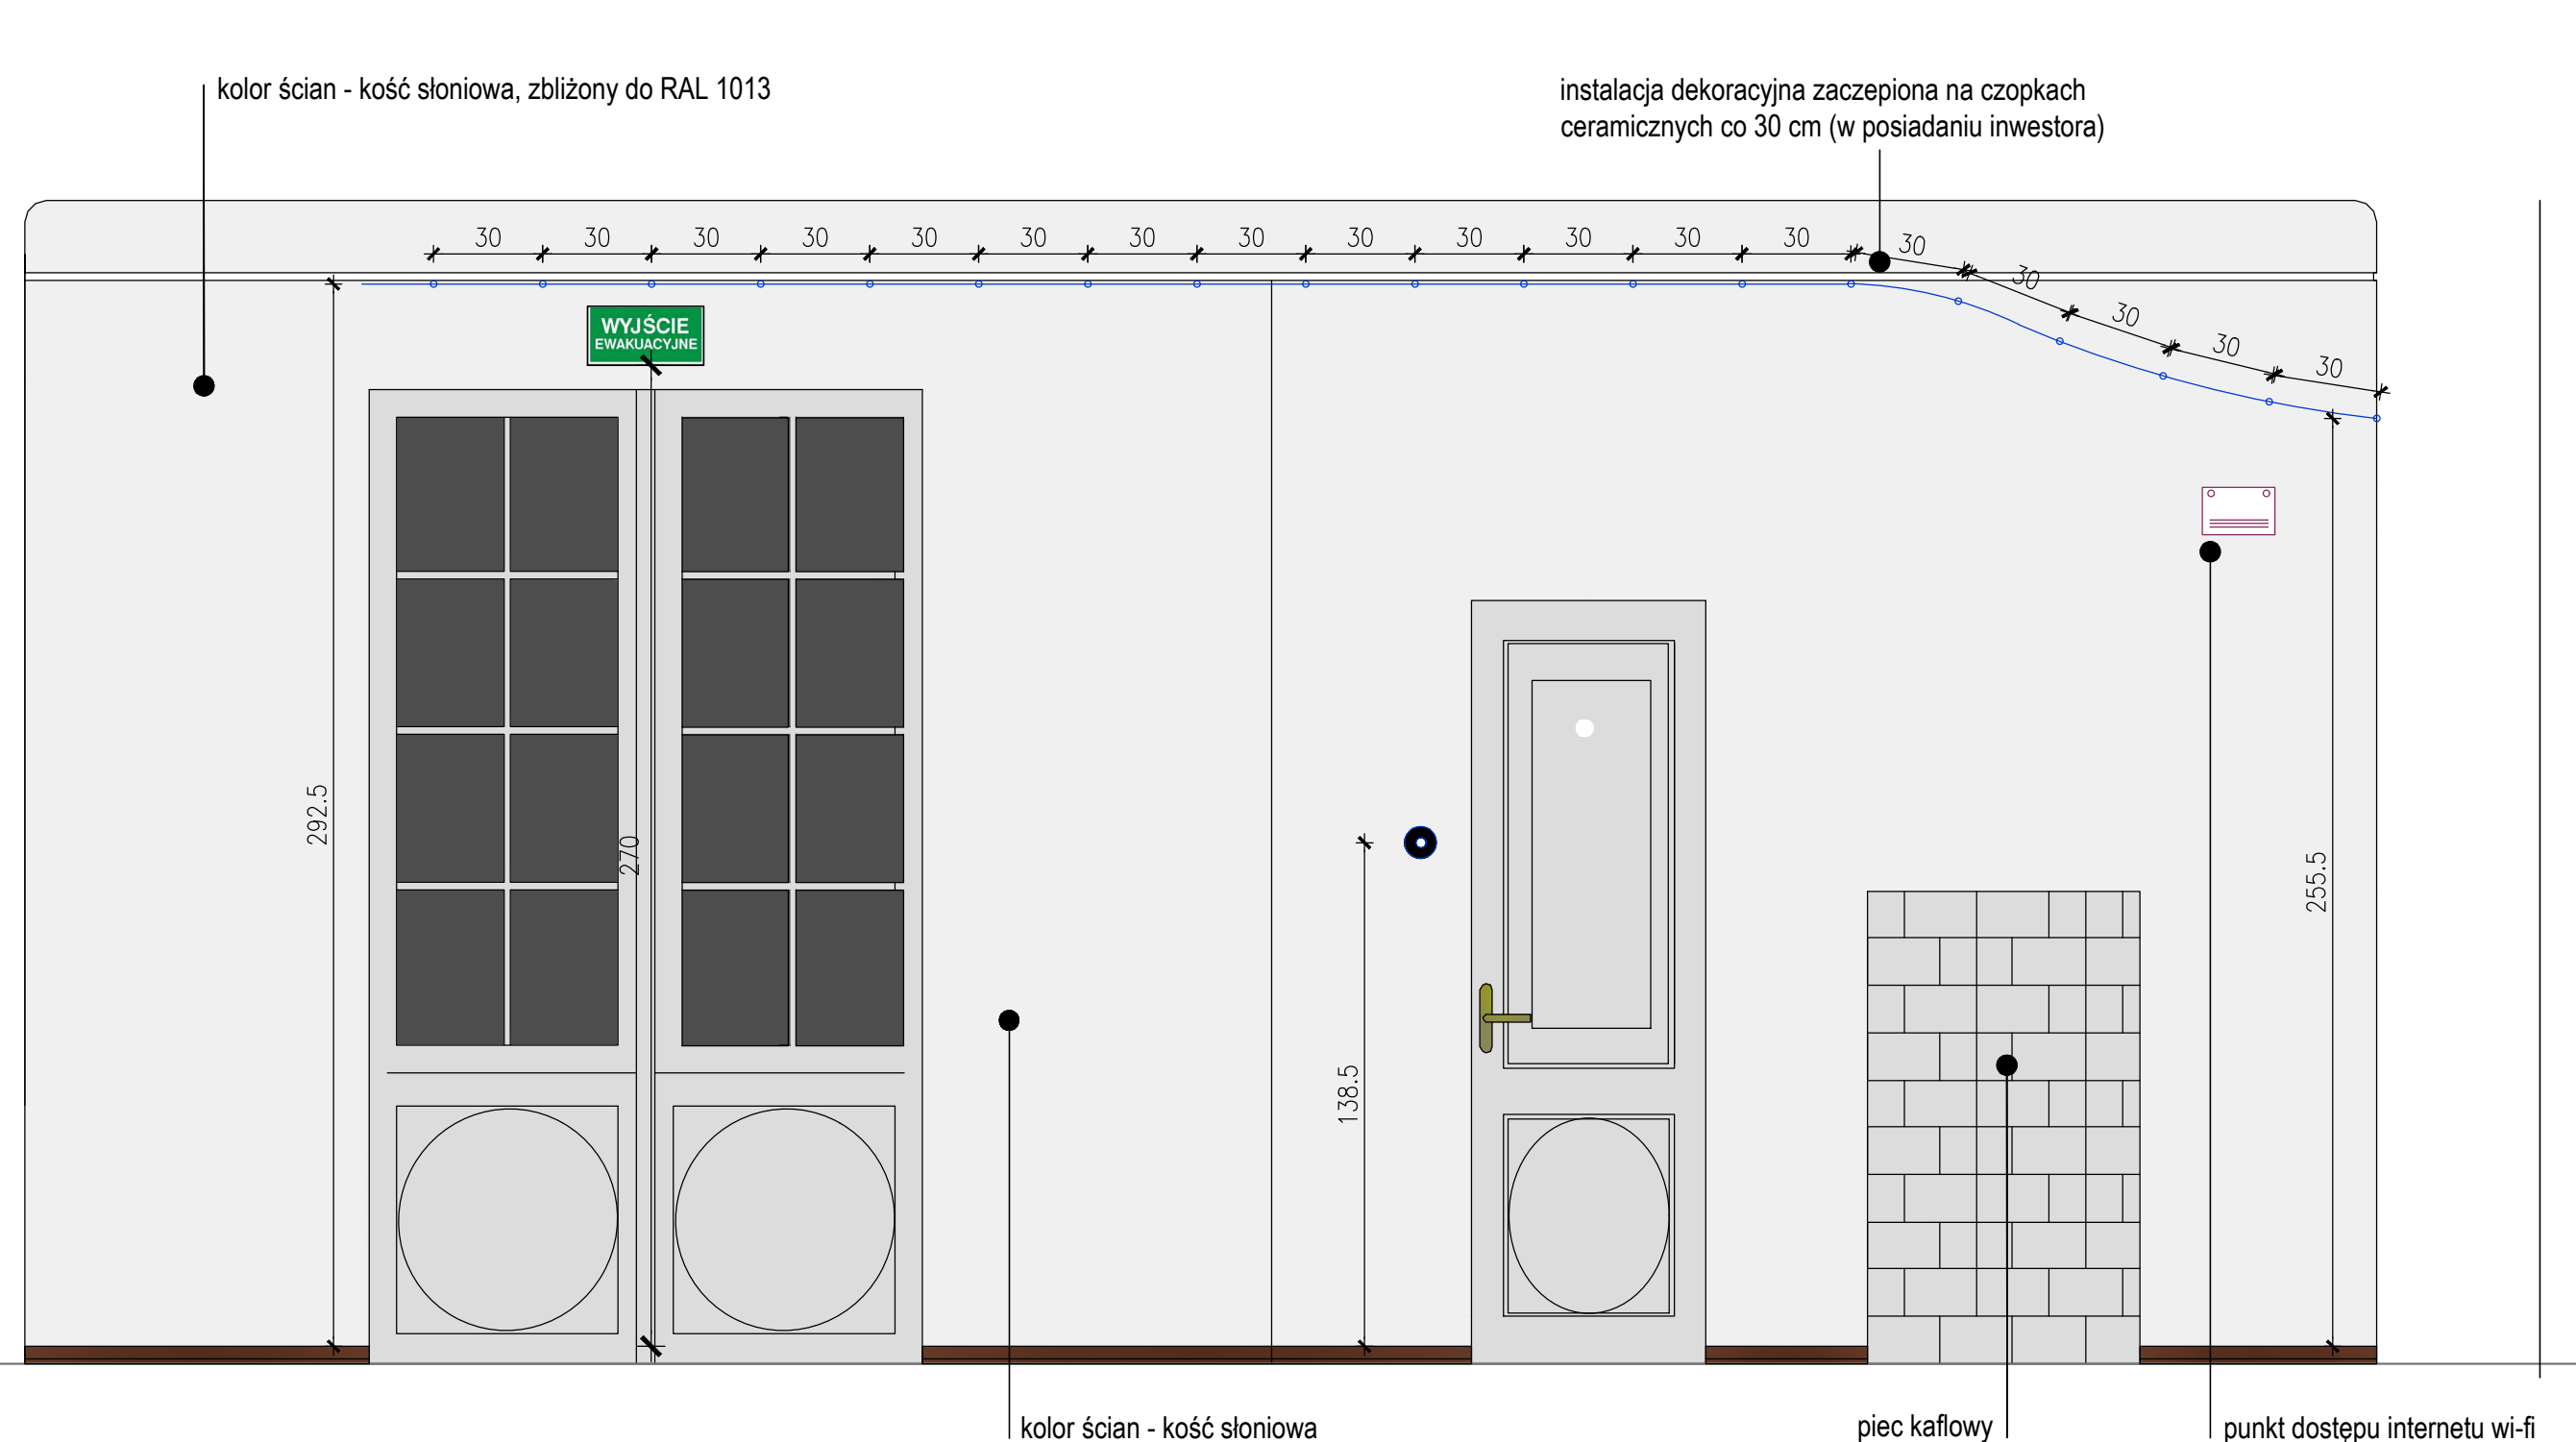 kolor ścian - kość słoniowa, zbliżony do RAL 1013
instalacja dekoracyjna zaczepiona na czopkach
ceramicznych co 30 cm (w posiadaniu inwestora)
30 30 30 30 30 30 30 30 30 30 30 30 30 30
30
30
30
30
WYJŚCIE
EWAKUACYJNE
292.5
270
255.5
138.5
kolor ścian - kość słoniowa
piec kaflowy
punkt dostępu internetu wi-fi